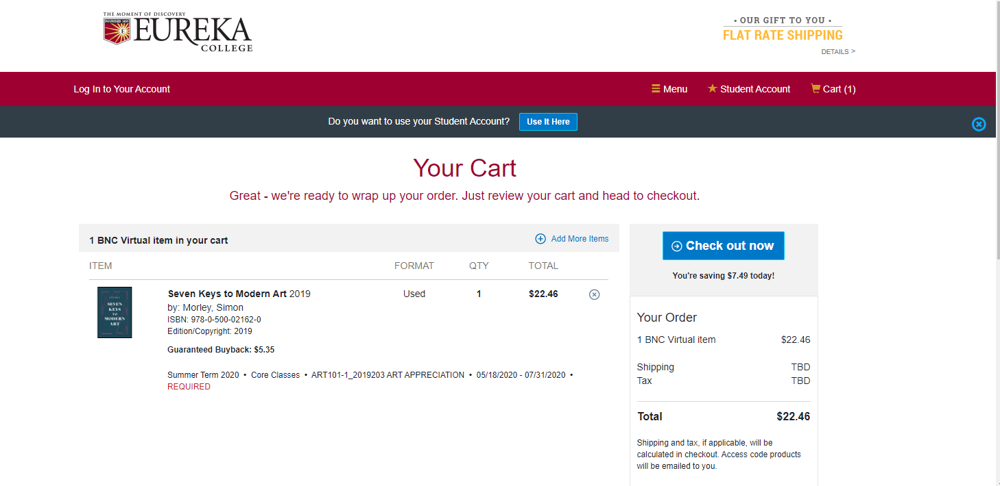 THE MOMENT OF DISCOVERY
FOUNDED 1855
E
EUREKA
COLLEGE
• OUR GIFT TO YOU •
FLAT RATE SHIPPING
DETAILS >
Log In to Your Account
Menu
Student Account
Cart (1)
Do you want to use your Student Account?
Use It Here
Your Cart
Great - we're ready to wrap up your order. Just review your cart and head to checkout.
1 BNC Virtual item in your cart
Add More Items
ITEM FORMAT QTY TOTAL
SEVEN
KEYS
TO
MODERN
ART
Seven Keys to Modern Art 2019
Used 1 $22.46
by: Morley, Simon
ISBN: 978-0-500-02162-0
Edition/Copyright: 2019
Guaranteed Buyback: $5.35
Summer Term 2020 • Core Classes • ART101-1_2019203 ART APPRECIATION • 05/18/2020 - 07/31/2020 •
REQUIRED
Check out now
You're saving $7.49 today!
Your Order
1 BNC Virtual item $22.46
Shipping TBD
Tax TBD
Total $22.46
Shipping and tax, if applicable, will be
calculated in checkout. Access code products
will be emailed to you.